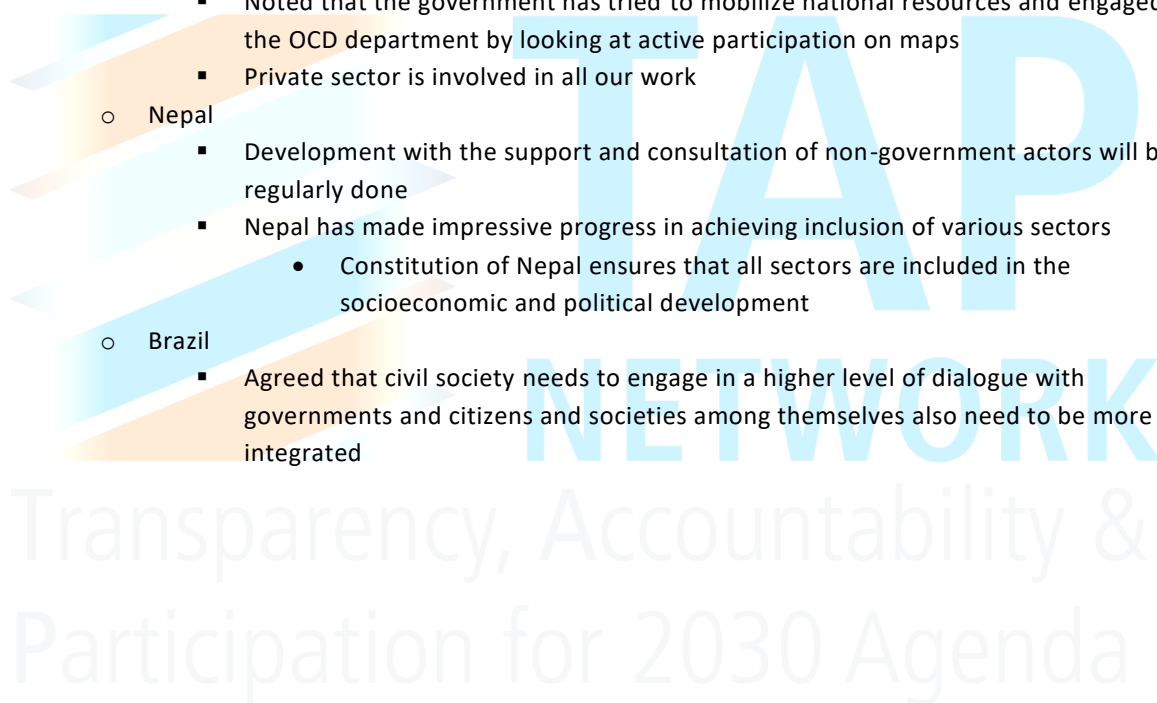 ▪ Noted that the government has tried to mobilize national resources and engaged
the OCD department by looking at active participation on maps
▪ Private sector is involved in all our work
o Nepal
▪ Development with the support and consultation of non-government actors will b
regularly done
▪ Nepal has made impressive progress in achieving inclusion of various sectors
• Constitution of Nepal ensures that all sectors are included in the
socioeconomic and political development
o Brazil
▪ Agreed that civil society needs to engage in a higher level of dialogue with
governments and citizens and societies among themselves also need to be more
integrated
TAP
NETWORK
Transparency, Accountability &
Participation for 2030 Agenda